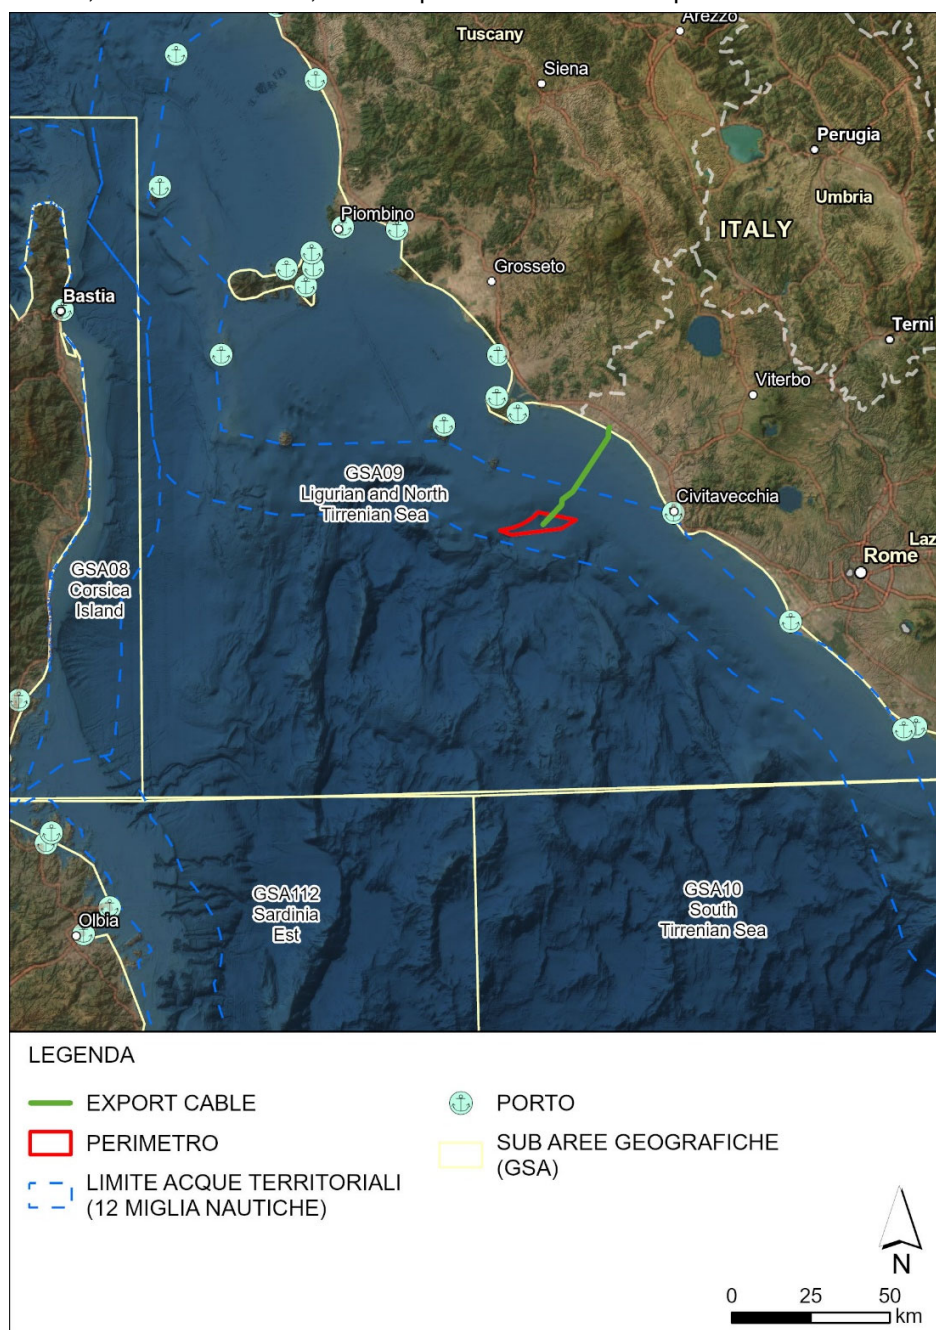 Arezzo
Tuscany
Siena
Perugia
Umbria
ITALY
Piombino
Grosseto
Bastia
Terni
Viterbo
GSA09
Ligurian and North
Tirrenian Sea
Civitavecchia
Laz
Rome
GSA08
Corsica
Island
GSA112
Sardinia
Est
GSA10
South
Tirrenian Sea
Olbia
LEGENDA
EXPORT CABLE
PORTO
PERIMETRO
SUB AREE GEOGRAFICHE
(GSA)
LIMITE ACQUE TERRITORIALI
(12 MIGLIA NAUTICHE)
N
0 25 50
km